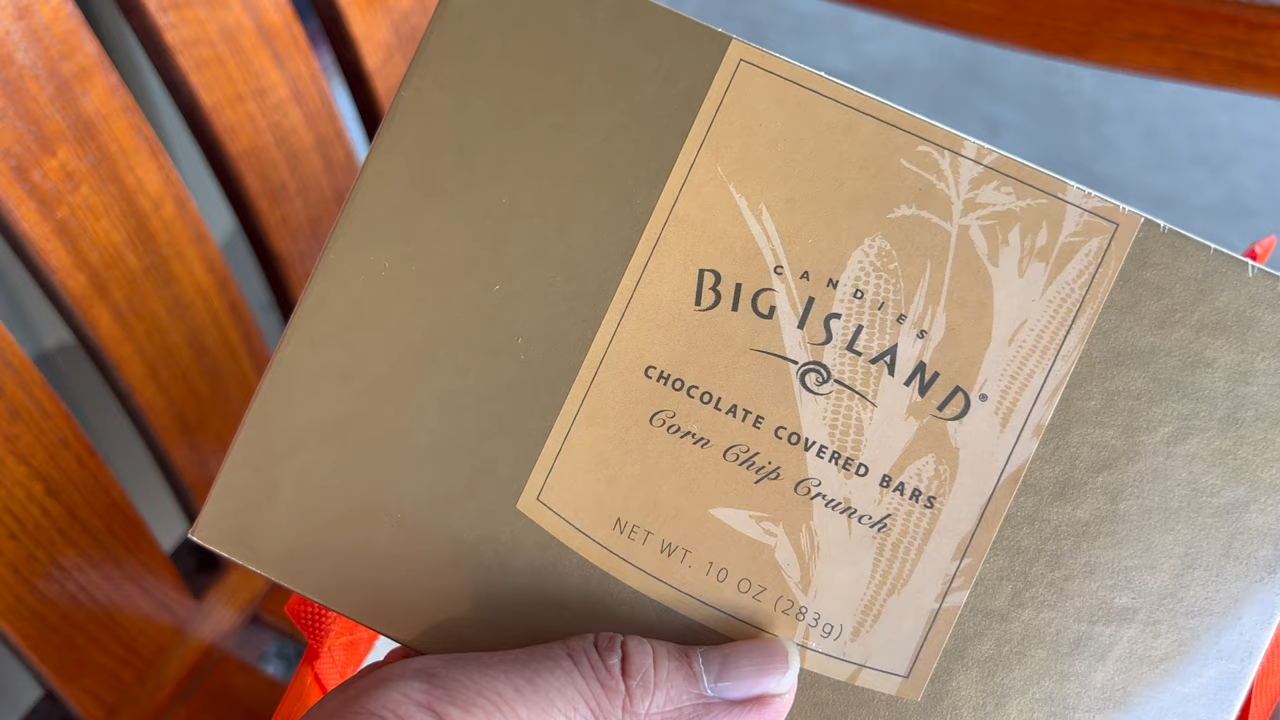 CANDIES
BIG ISLAND®
CHOCOLATE COVERED BARS
Corn Chip Crunch
NET WT. 10 OZ (283g)